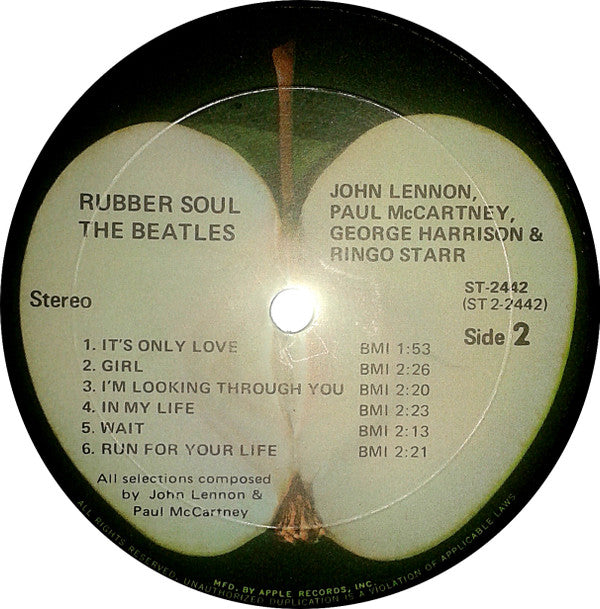 RUBBER SOUL
THE BEATLES
JOHN LENNON,
PAUL McCARTNEY,
GEORGE HARRISON &
RINGO STARR
Stereo
ST-2442
(ST 2-2442)
Side 2
1. IT'S ONLY LOVE BMI 1:53
2. GIRL BMI 2:26
3. I'M LOOKING THROUGH YOU BMI 2:20
4. IN MY LIFE BMI 2:23
5. WAIT BMI 2:13
6. RUN FOR YOUR LIFE BMI 2:21
All selections composed
by John Lennon &
Paul McCartney
MFD. BY APPLE RECORDS, INC.
ALL RIGHTS RESERVED. UNAUTHORIZED DUPLICATION IS A VIOLATION OF APPLICABLE LAWS